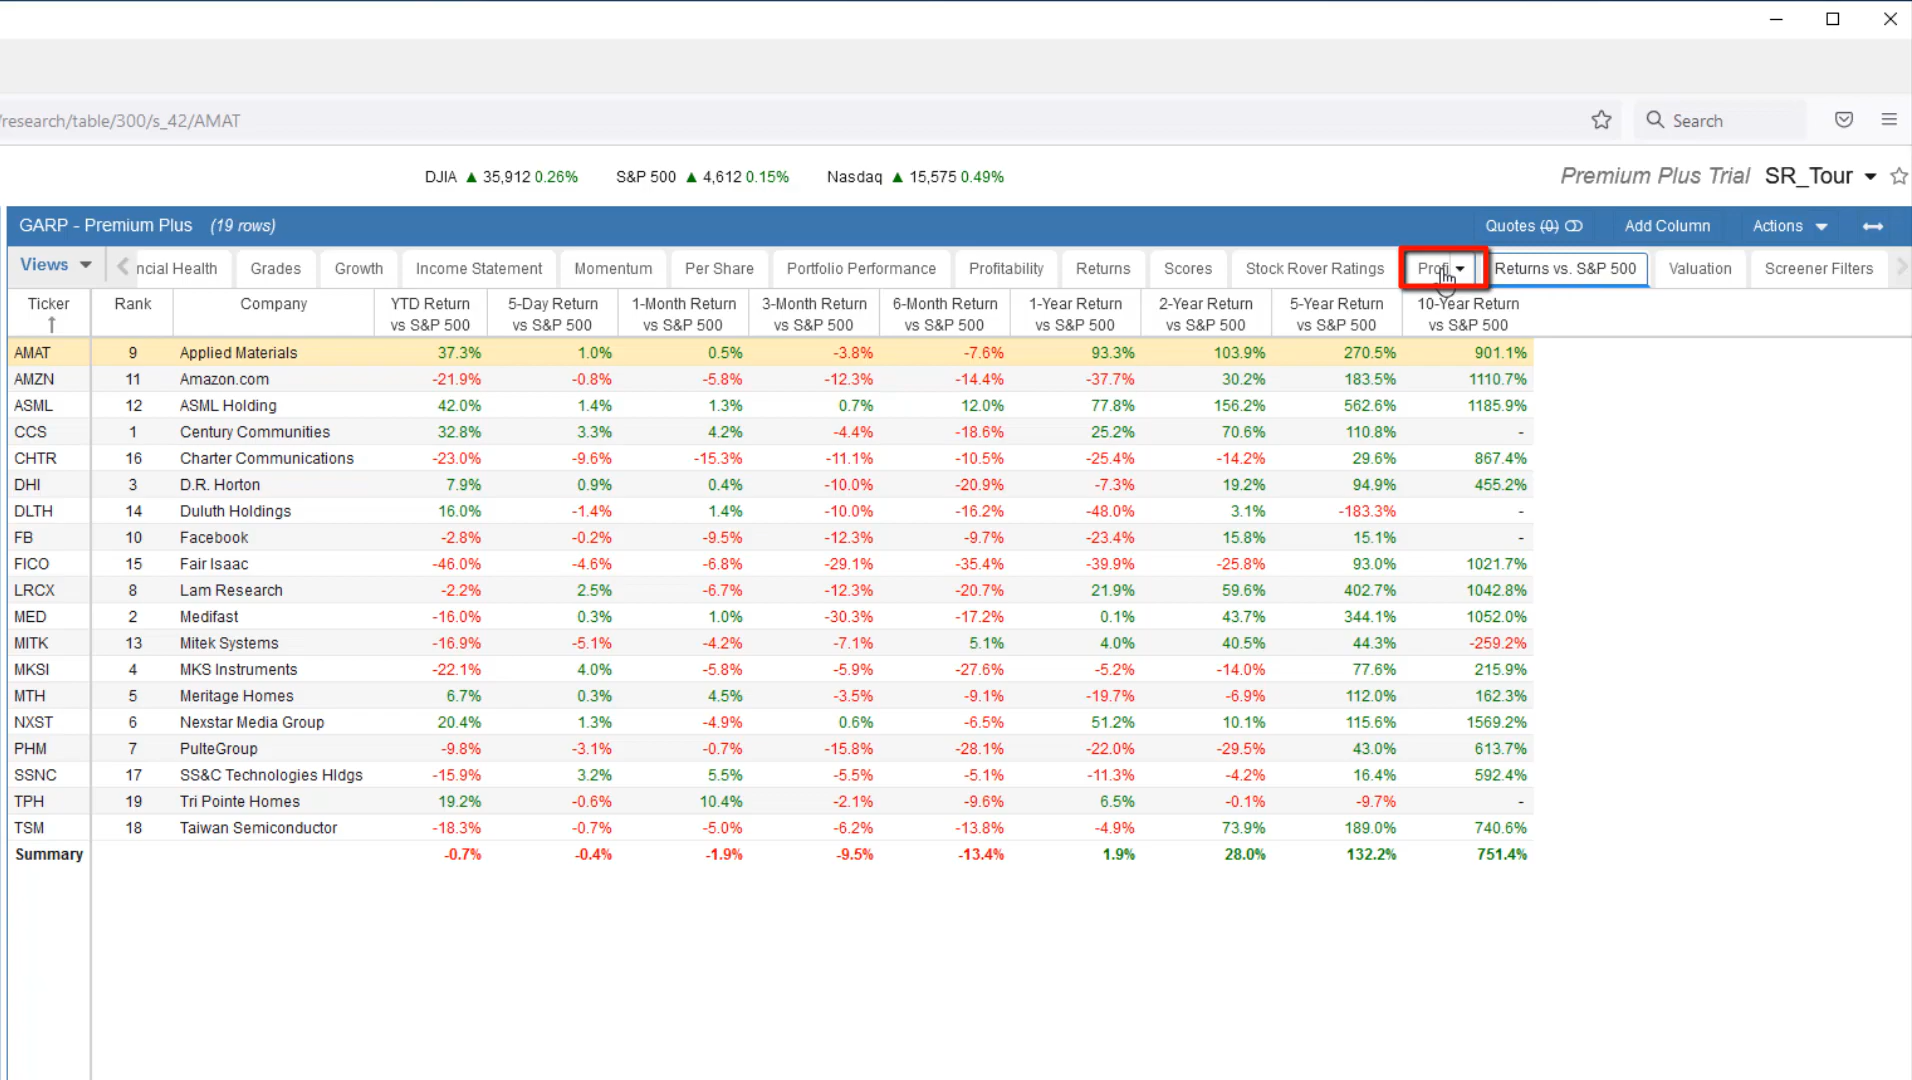 /research/table/300/s_42/AMAT
Search
DJIA ▲ 35,912 0.26% S&P 500 ▲ 4,612 0.15% Nasdaq ▲ 15,575 0.49%
Premium Plus Trial SR_Tour
GARP - Premium Plus (19 rows) Quotes (0) Add Column Actions
Views ncial Health Grades Growth Income Statement Momentum Per Share Portfolio Performance Profitability Returns Scores Stock Rover Ratings Returns vs. S&P 500 Valuation Screener Filters
Ticker Rank Company YTD Return 5-Day Return 1-Month Return 3-Month Return 6-Month Return 1-Year Return 2-Year Return 5-Year Return 10-Year Return
vs S&P 500 vs S&P 500 vs S&P 500 vs S&P 500 vs S&P 500 vs S&P 500 vs S&P 500 vs S&P 500 vs S&P 500
AMAT 9 Applied Materials 37.3% 1.0% 0.5% -3.8% -7.6% 93.3% 103.9% 270.5% 901.1%
AMZN 11 Amazon.com -21.9% -0.8% -5.8% -12.3% -14.4% -37.7% 30.2% 183.5% 1110.7%
ASML 12 ASML Holding 42.0% 1.4% 1.3% 0.7% 12.0% 77.8% 156.2% 562.6% 1185.9%
CCS 1 Century Communities 32.8% 3.3% 4.2% -4.4% -18.6% 25.2% 70.6% 110.8% -
CHTR 16 Charter Communications -23.0% -9.6% -15.3% -11.1% -10.5% -25.4% -14.2% 29.6% 867.4%
DHI 3 D.R. Horton 7.9% 0.9% 0.4% -10.0% -20.9% -7.3% 19.2% 94.9% 455.2%
DLTH 14 Duluth Holdings 16.0% -1.4% 1.4% -10.0% -16.2% -48.0% 3.1% -183.3% -
FB 10 Facebook -2.8% -0.2% -9.5% -12.3% -9.7% -23.4% 15.8% 15.1% -
FICO 15 Fair Isaac -46.0% -4.6% -6.8% -29.1% -35.4% -39.9% -25.8% 93.0% 1021.7%
LRCX 8 Lam Research -2.2% 2.5% -6.7% -12.3% -20.7% 21.9% 59.6% 402.7% 1042.8%
MED 2 Medifast -16.0% 0.3% 1.0% -30.3% -17.2% 0.1% 43.7% 344.1% 1052.0%
MITK 13 Mitek Systems -16.9% -5.1% -4.2% -7.1% 5.1% 4.0% 40.5% 44.3% -259.2%
MKSI 4 MKS Instruments -22.1% 4.0% -5.8% -5.9% -27.6% -5.2% -14.0% 77.6% 215.9%
MTH 5 Meritage Homes 6.7% 0.3% 4.5% -3.5% -9.1% -19.7% -6.9% 112.0% 162.3%
NXST 6 Nexstar Media Group 20.4% 1.3% -4.9% 0.6% -6.5% 51.2% 10.1% 115.6% 1569.2%
PHM 7 PulteGroup -9.8% -3.1% -0.7% -15.8% -28.1% -22.0% -29.5% 43.0% 613.7%
SSNC 17 SS&C Technologies Hldgs -15.9% 3.2% 5.5% -5.5% -5.1% -11.3% -4.2% 16.4% 592.4%
TPH 19 Tri Pointe Homes 19.2% -0.6% 10.4% -2.1% -9.6% 6.5% -0.1% -9.7% -
TSM 18 Taiwan Semiconductor -18.3% -0.7% -5.0% -6.2% -13.8% -4.9% 73.9% 189.0% 740.6%
Summary -0.7% -0.4% -1.9% -9.5% -13.4% 1.9% 28.0% 132.2% 751.4%